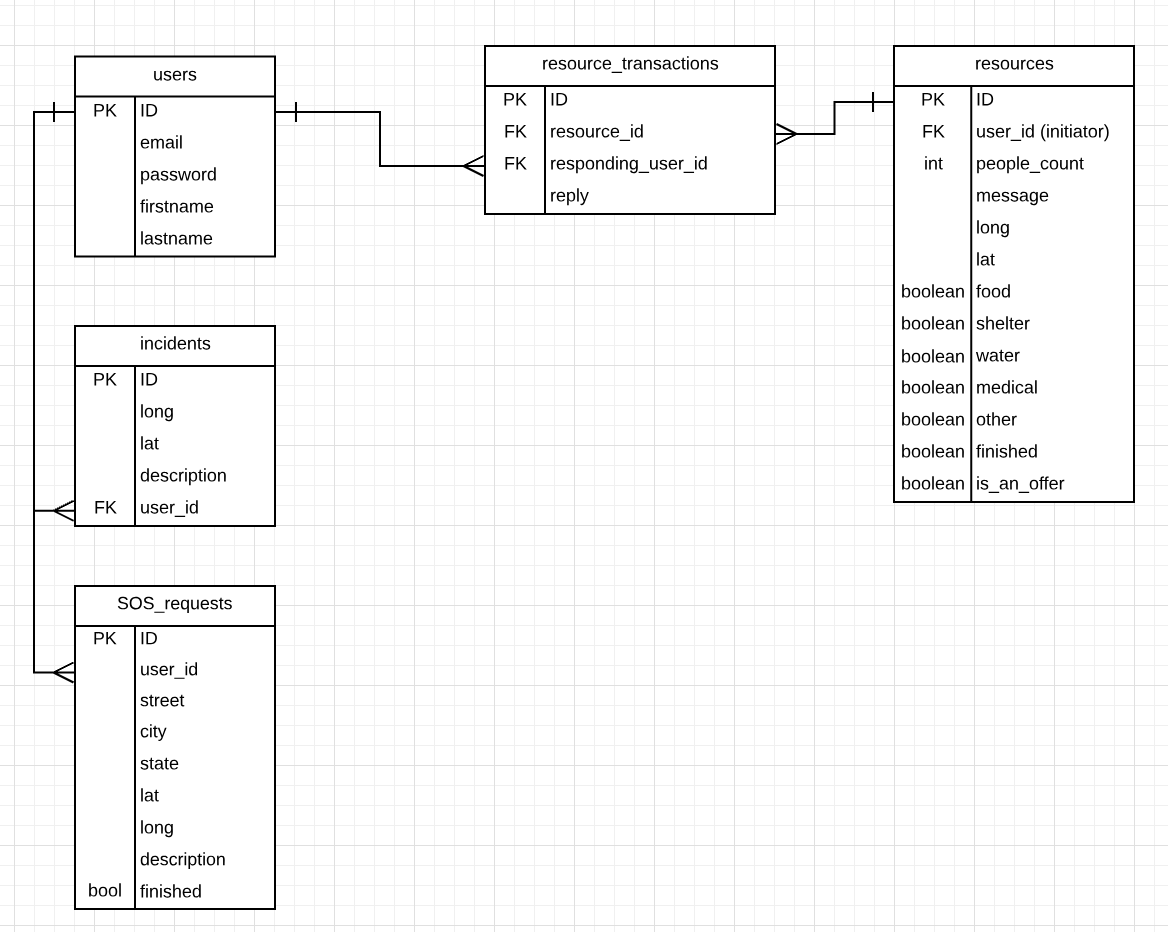 users
PK ID
email
password
firstname
lastname
resource_transactions
PK ID
FK resource_id
FK responding_user_id
reply
resources
PK ID
FK user_id (initiator)
int people_count
message
long
lat
boolean food
boolean shelter
boolean water
boolean medical
boolean other
boolean finished
boolean is_an_offer
incidents
PK ID
long
lat
description
FK user_id
SOS_requests
PK ID
user_id
street
city
state
lat
long
description
bool finished